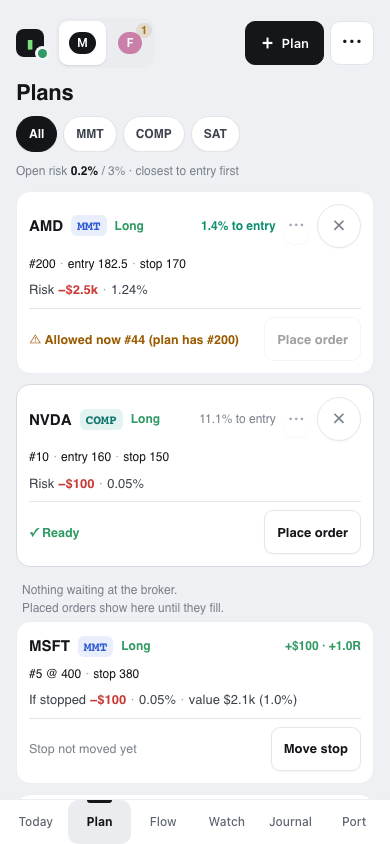 M F 1 + Plan ···
Plans
All MMT COMP SAT
Open risk 0.2% / 3% · closest to entry first
AMD MMT Long 1.4% to entry ··· ✕
#200 · entry 182.5 · stop 170
Risk −$2.5k · 1.24%
⚠ Allowed now #44 (plan has #200) Place order
NVDA COMP Long 11.1% to entry ··· ✕
#10 · entry 160 · stop 150
Risk −$100 · 0.05%
✓ Ready Place order
Nothing waiting at the broker.
Placed orders show here until they fill.
MSFT MMT Long +$100 · +1.0R
#5 @ 400 · stop 380
If stopped −$100 · 0.05% · value $2.1k (1.0%)
Stop not moved yet Move stop
Today Plan Flow Watch Journal Port